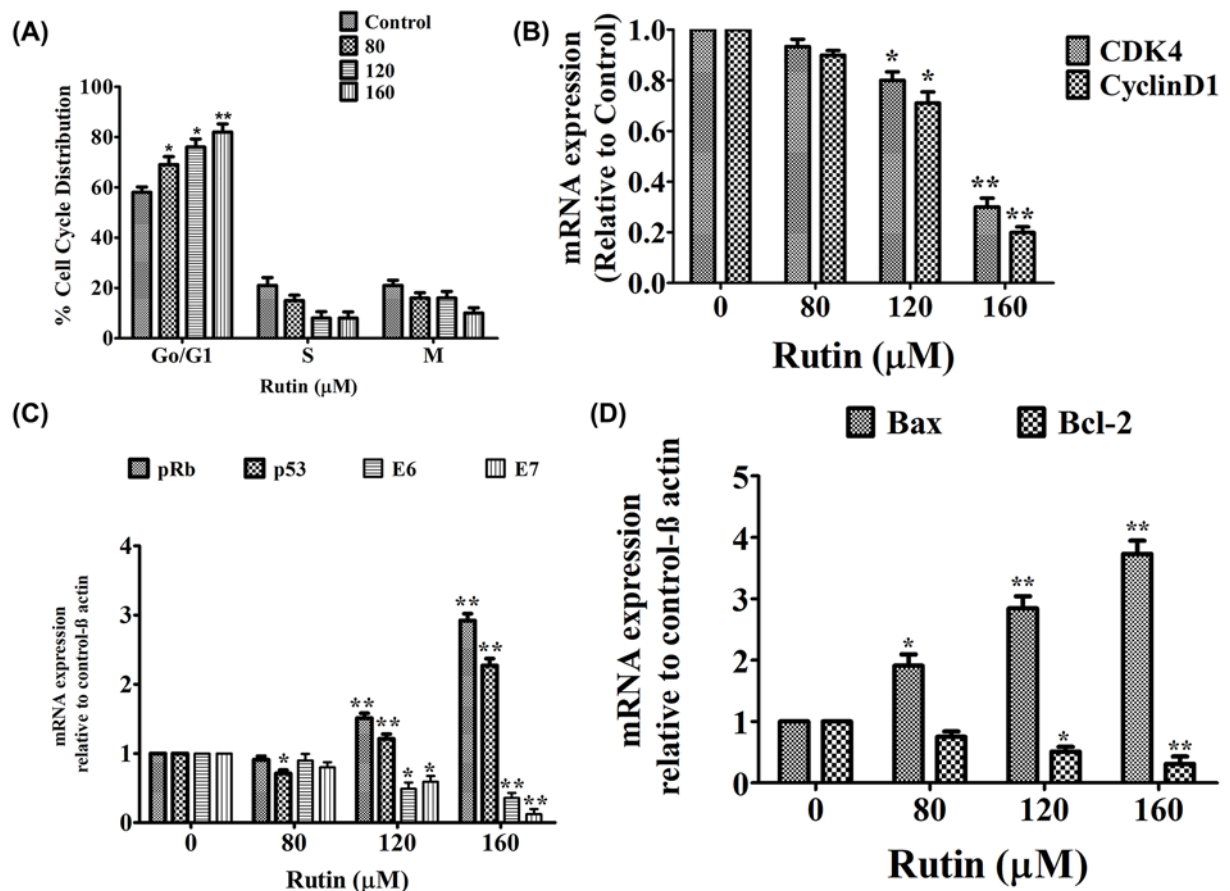 (A)
Control
80
120
160
% Cell Cycle Distribution
100
80
60
40
20
0
*
*
**
Go/G1
S
M
Rutin (μM)
(B)
CDK4
CyclinD1
mRNA expression
(Relative to Control)
1.0
0.8
0.6
0.4
0.2
0.0
*
*
**
**
0
80
120
160
Rutin (μM)
(C)
pRb
p53
E6
E7
mRNA expression
relative to control-ß actin
4
3
2
1
0
*
**
**
*
*
**
**
**
**
0
80
120
160
Rutin (μM)
(D)
Bax
Bcl-2
mRNA expression
relative to control-ß actin
5
4
3
2
1
0
*
**
*
**
**
0
80
120
160
Rutin (μM)